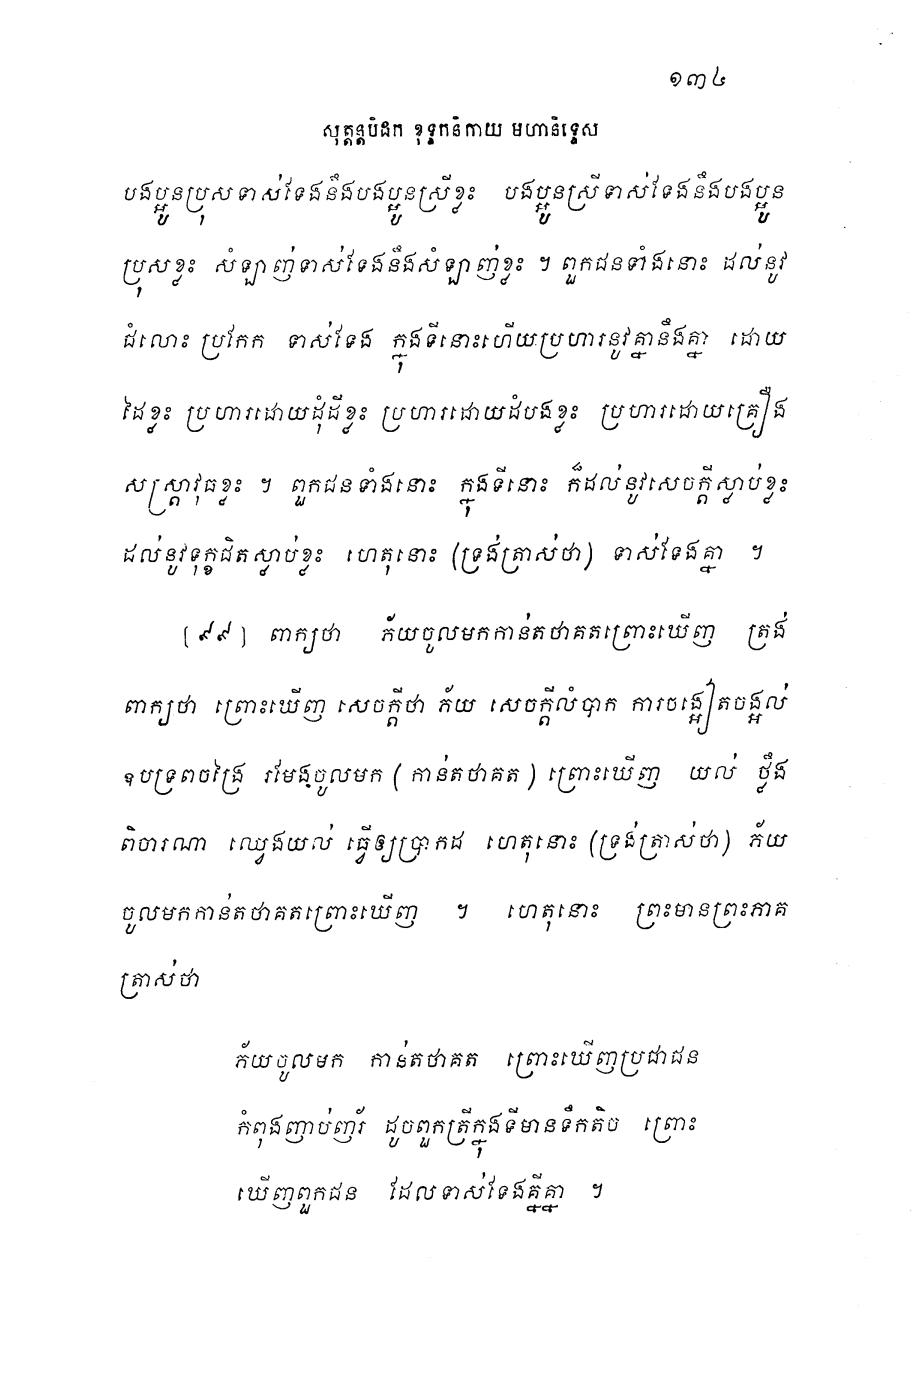 ១៣៤
សុត្តន្តបិដក ខុទ្ទកនិកាយ មហានិទ្ទេស
បងប្អូនប្រុសទាស់ទែងនឹងបងប្អូនស្រីខ្លះ បងប្អូនស្រីទាស់ទែងនឹងបងប្អូន
ប្រុសខ្លះ សំឡាញ់ទាស់ទែងនឹងសំឡាញ់ខ្លះ ។ ពួកជនទាំងនោះ ដល់នូវ
ជំលោះ ប្រកែក ទាស់ទែង ក្នុងទីនោះហើយប្រហារនូវគ្នានឹងគ្នា ដោយ
ដៃខ្លះ ប្រហារដោយដុំដីខ្លះ ប្រហារដោយដំបងខ្លះ ប្រហារដោយគ្រឿង
សស្ត្រាវុធខ្លះ ។ ពួកជនទាំងនោះ ក្នុងទីនោះ ក៏ដល់នូវសេចក្តីស្លាប់ខ្លះ
ដល់នូវទុក្ខជិតស្លាប់ខ្លះ ហេតុនោះ (ទ្រង់ត្រាស់ថា) ទាស់ទែងគ្នា ។
[៩៩] ពាក្យថា ភ័យចូលមកកាន់តថាគតព្រោះឃើញ ត្រង់
ពាក្យថា ព្រោះឃើញ សេចក្តីថា ភ័យ សេចក្តីលំបាក ការចង្អៀតចង្អល់
ឧបទ្រពចង្រៃ រមែងចូលមក (កាន់តថាគត) ព្រោះឃើញ យល់ ថ្លឹង
ពិចារណា ឈ្វេងយល់ ធ្វើឲ្យប្រាកដ ហេតុនោះ (ទ្រង់ត្រាស់ថា) ភ័យ
ចូលមកកាន់តថាគតព្រោះឃើញ ។ ហេតុនោះ ព្រះមានព្រះភាគ
ត្រាស់ថា
ភ័យចូលមក កាន់តថាគត ព្រោះឃើញប្រជាជន
កំពុងញាប់ញ័រ ដូចពួកត្រីក្នុងទីមានទឹកតិច ព្រោះ
ឃើញពួកជន ដែលទាស់ទែងគ្នីគ្នា ។